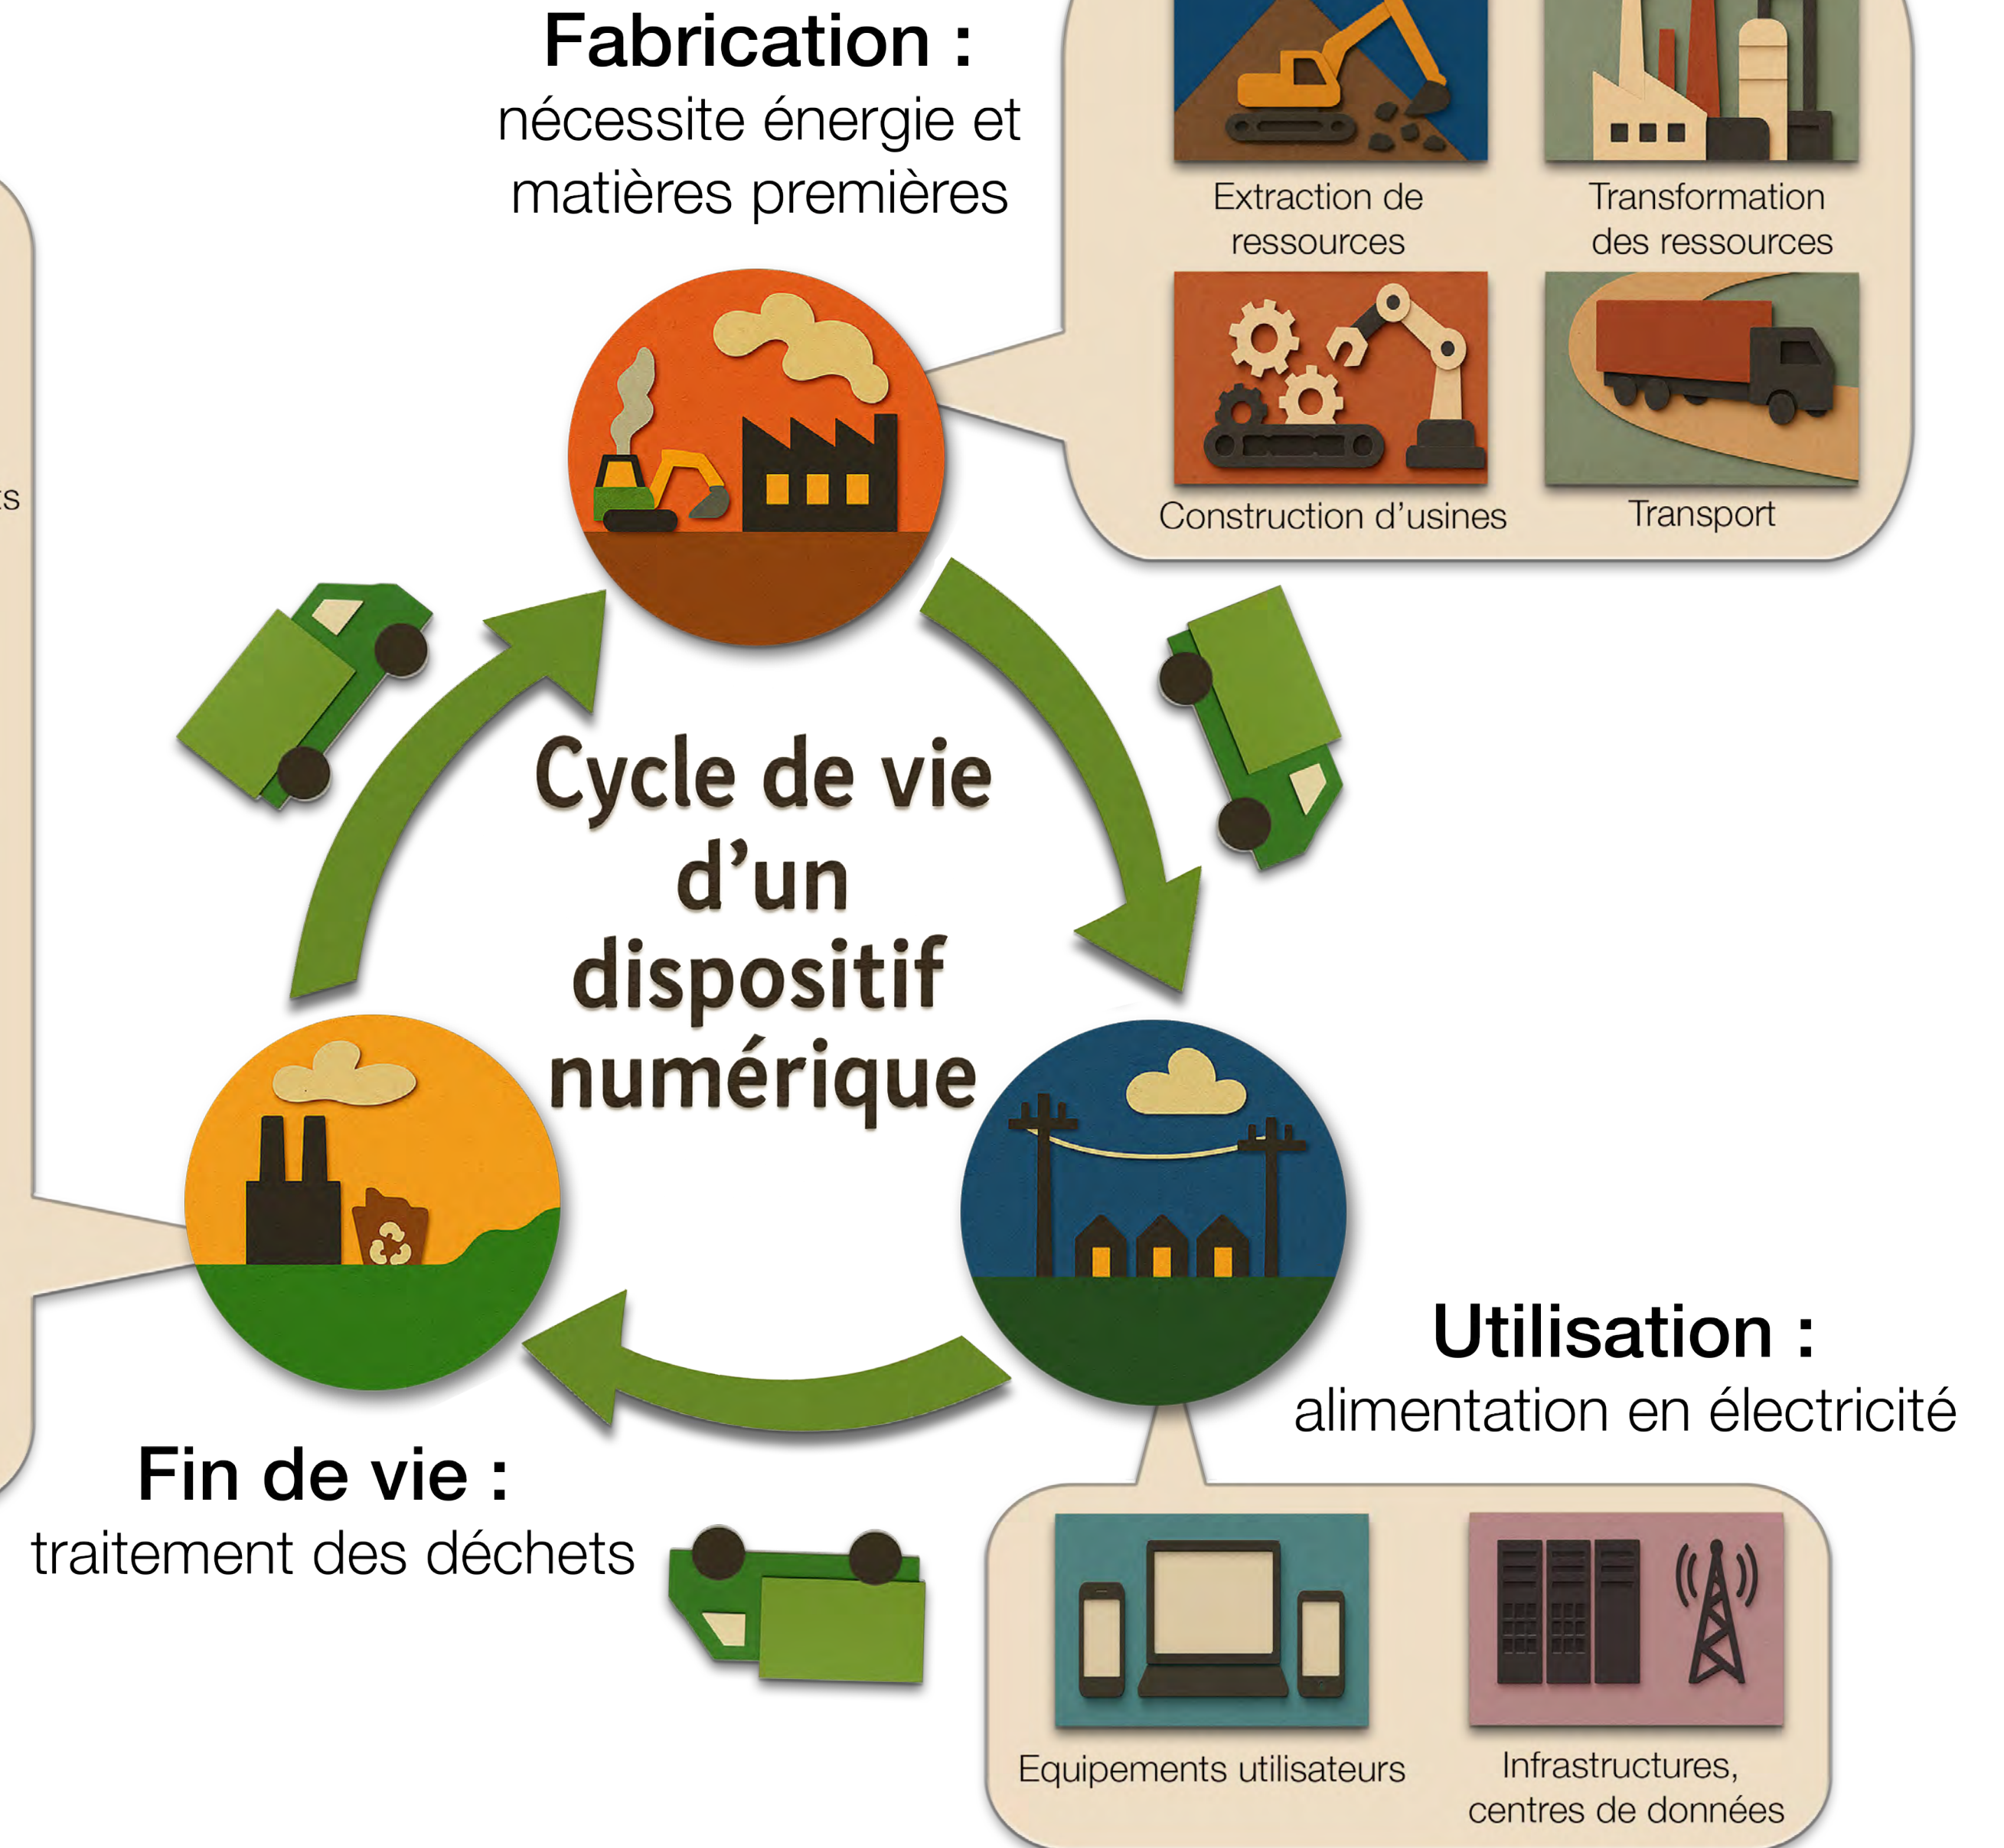 Fabrication :
nécessite énergie et
matières premières
Extraction de
ressources
Transformation
des ressources
Construction d'usines
Transport
Cycle de vie
d'un
dispositif
numérique
Utilisation :
alimentation en électricité
Fin de vie :
traitement des déchets
Equipements utilisateurs
Infrastructures,
centres de données